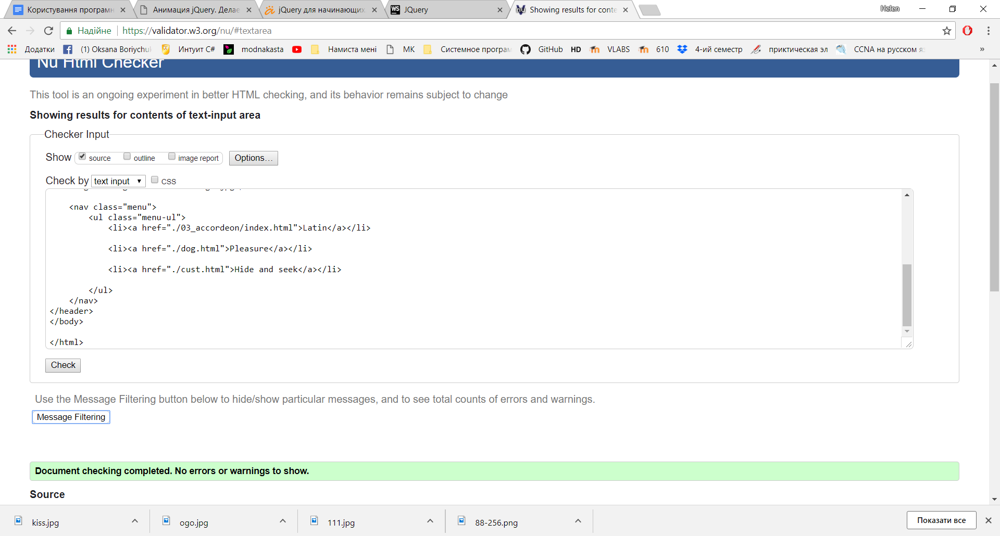 Користування програмн
Анимация jQuery. Делае
jQuery для начинающих.
JQuery
Showing results for conte
Helen
Надійне
https://validator.w3.org/nu/#textarea
Додатки
(1) Oksana Boriychuk
Интуит C#
modnakasta
Намиста мені
МК
Системное програм
GitHub
HD
VLABS
610
4-ий семестр
приктическая эл
CCNA на русском яз
»
Nu Html Checker
This tool is an ongoing experiment in better HTML checking, and its behavior remains subject to change
Showing results for contents of text-input area
Checker Input
Show source outline image report Options...
Check by text input CSS
<nav class="menu">
<ul class="menu-ul">
<li><a href="./03_accordeon/index.html">Latin</a></li>
<li><a href="./dog.html">Pleasure</a></li>
<li><a href="./cust.html">Hide and seek</a></li>
</ul>
</nav>
</header>
</body>
</html>
Check
Use the Message Filtering button below to hide/show particular messages, and to see total counts of errors and warnings.
Message Filtering
Document checking completed. No errors or warnings to show.
Source
kiss.jpg
ogo.jpg
111.jpg
88-256.png
Показати все